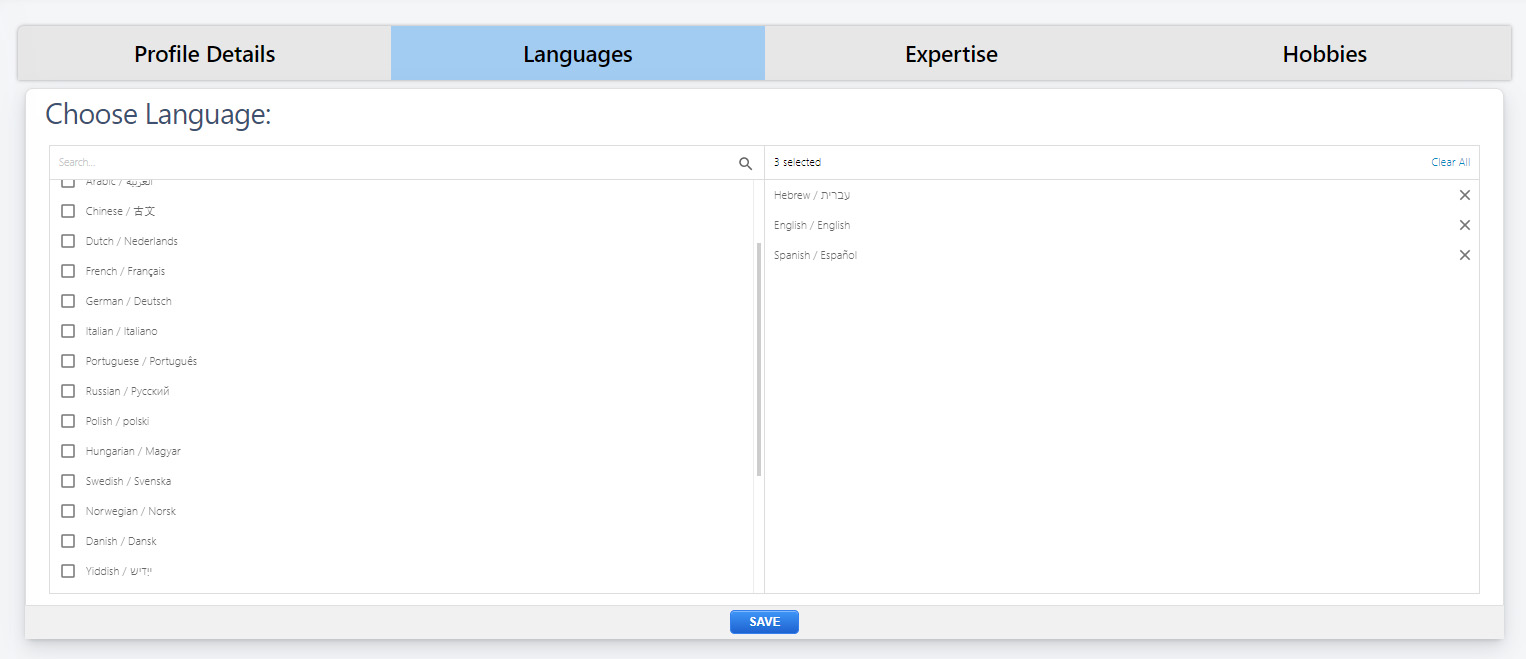 Profile Details
Languages
Expertise
Hobbies
Choose Language:
Search...
3 selected
Clear All
Arabic / العربية
Chinese / 古文
Dutch / Nederlands
French / Français
German / Deutsch
Italian / Italiano
Portuguese / Português
Russian / Русский
Polish / polski
Hungarian / Magyar
Swedish / Svenska
Norwegian / Norsk
Danish / Dansk
Yiddish / ייִדיש
Hebrew / עברית
English / English
Spanish / Español
SAVE